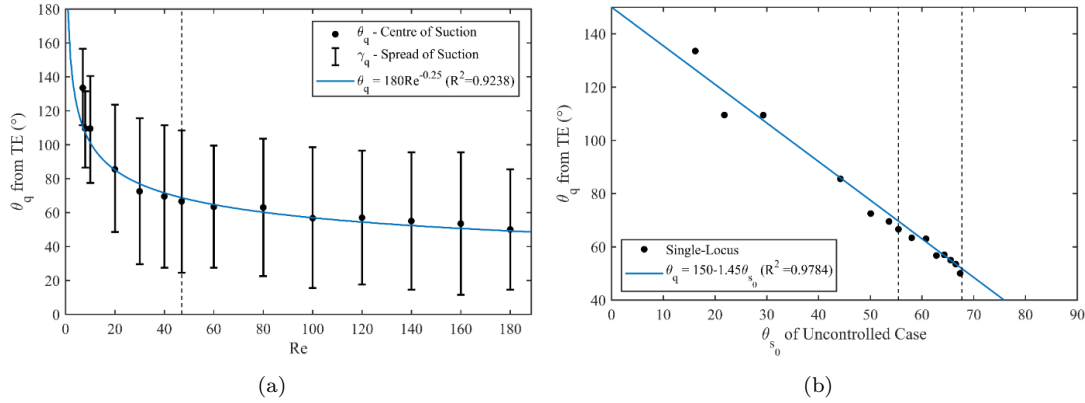 180
160
140
120
100
80
60
40
20
0
θq from TE (°)
0 10 20 40 60 80 100 120 140 160 180
Re
θq - Centre of Suction
γq - Spread of Suction
θq = 180Re^-0.25 (R²=0.9238)
(a)
140
120
100
80
60
40
θq from TE (°)
0 10 20 30 40 50 60 70 80 90
θs0 of Uncontrolled Case
Single-Locus
θq = 150-1.45θs0 (R² =0.9784)
(b)